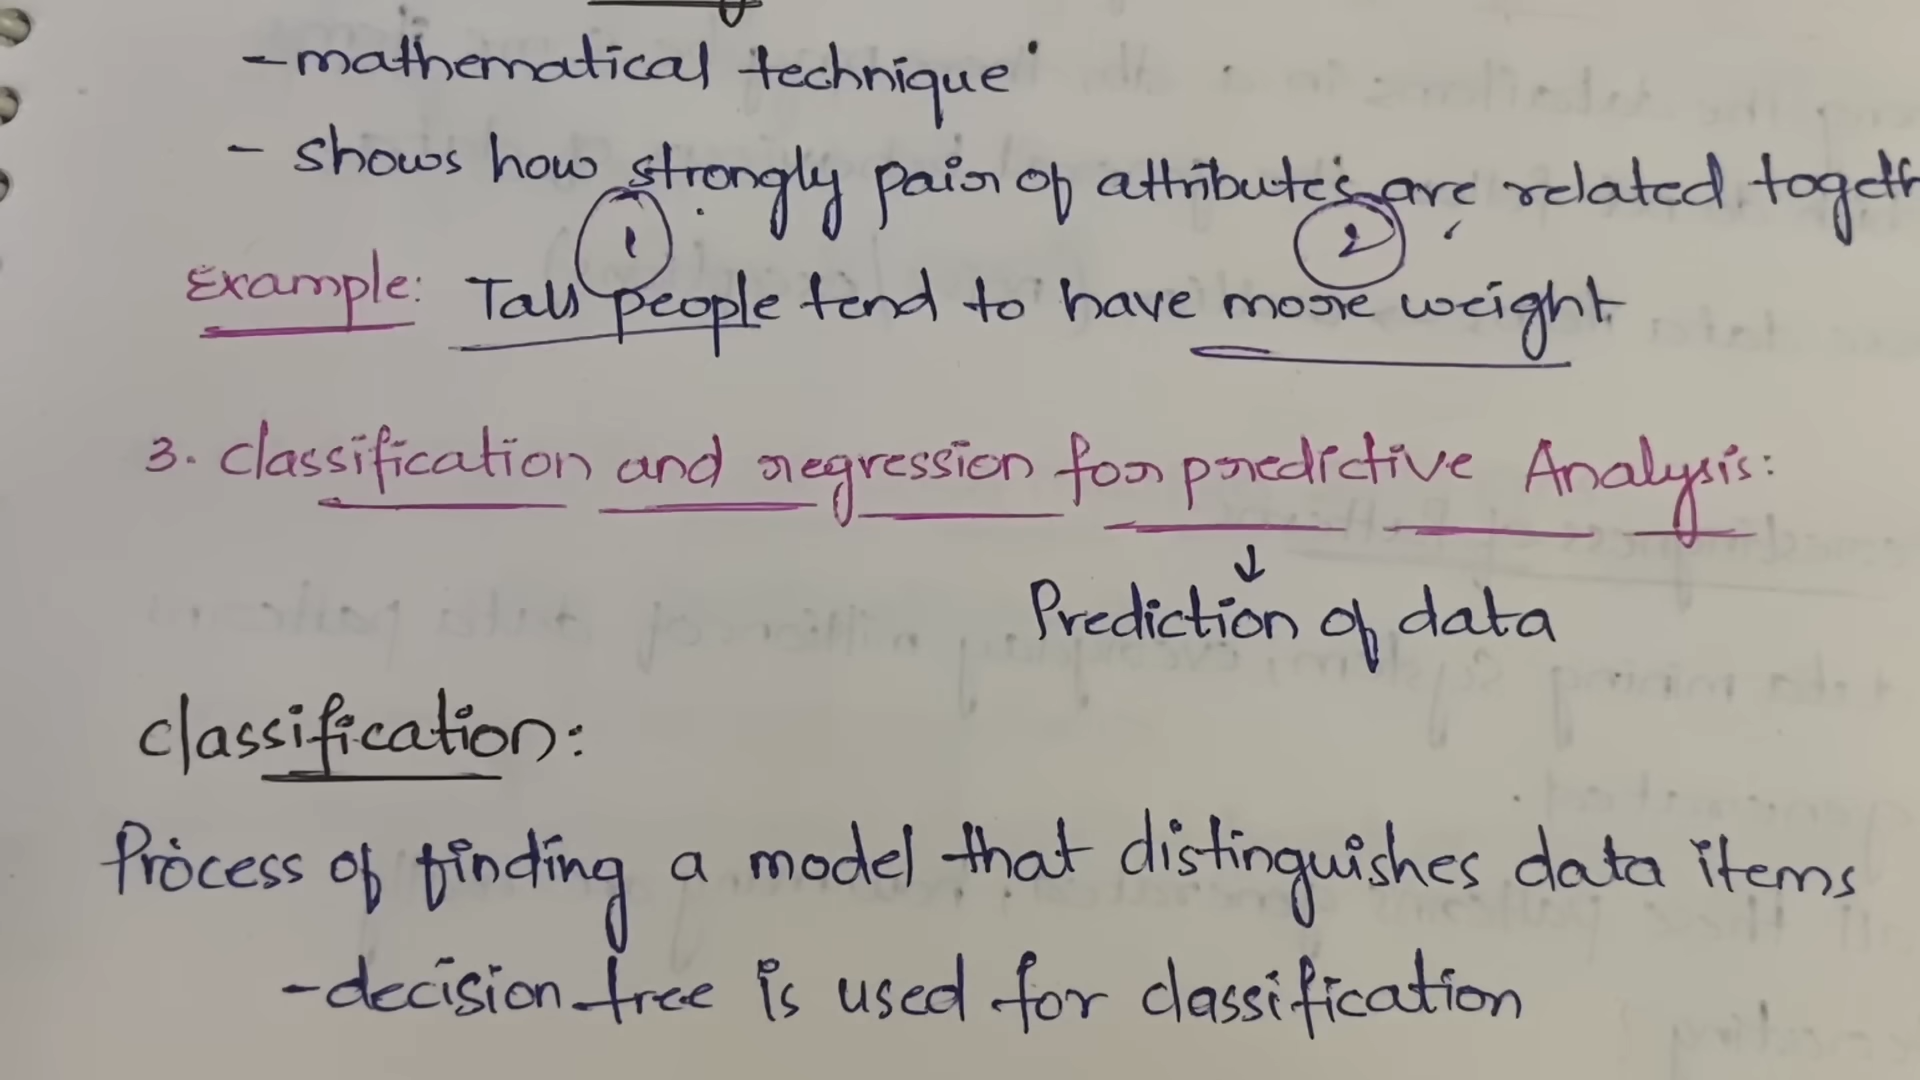 - mathematical technique
- shows how strongly pair of attributes are related
1 2
Example: Tall people tend to have more weight.
3. Classification and regression for predictive Analysis:
↓
Prediction of data
Classification:
Process of finding a model that distinguishes data items
- decision tree is used for classification